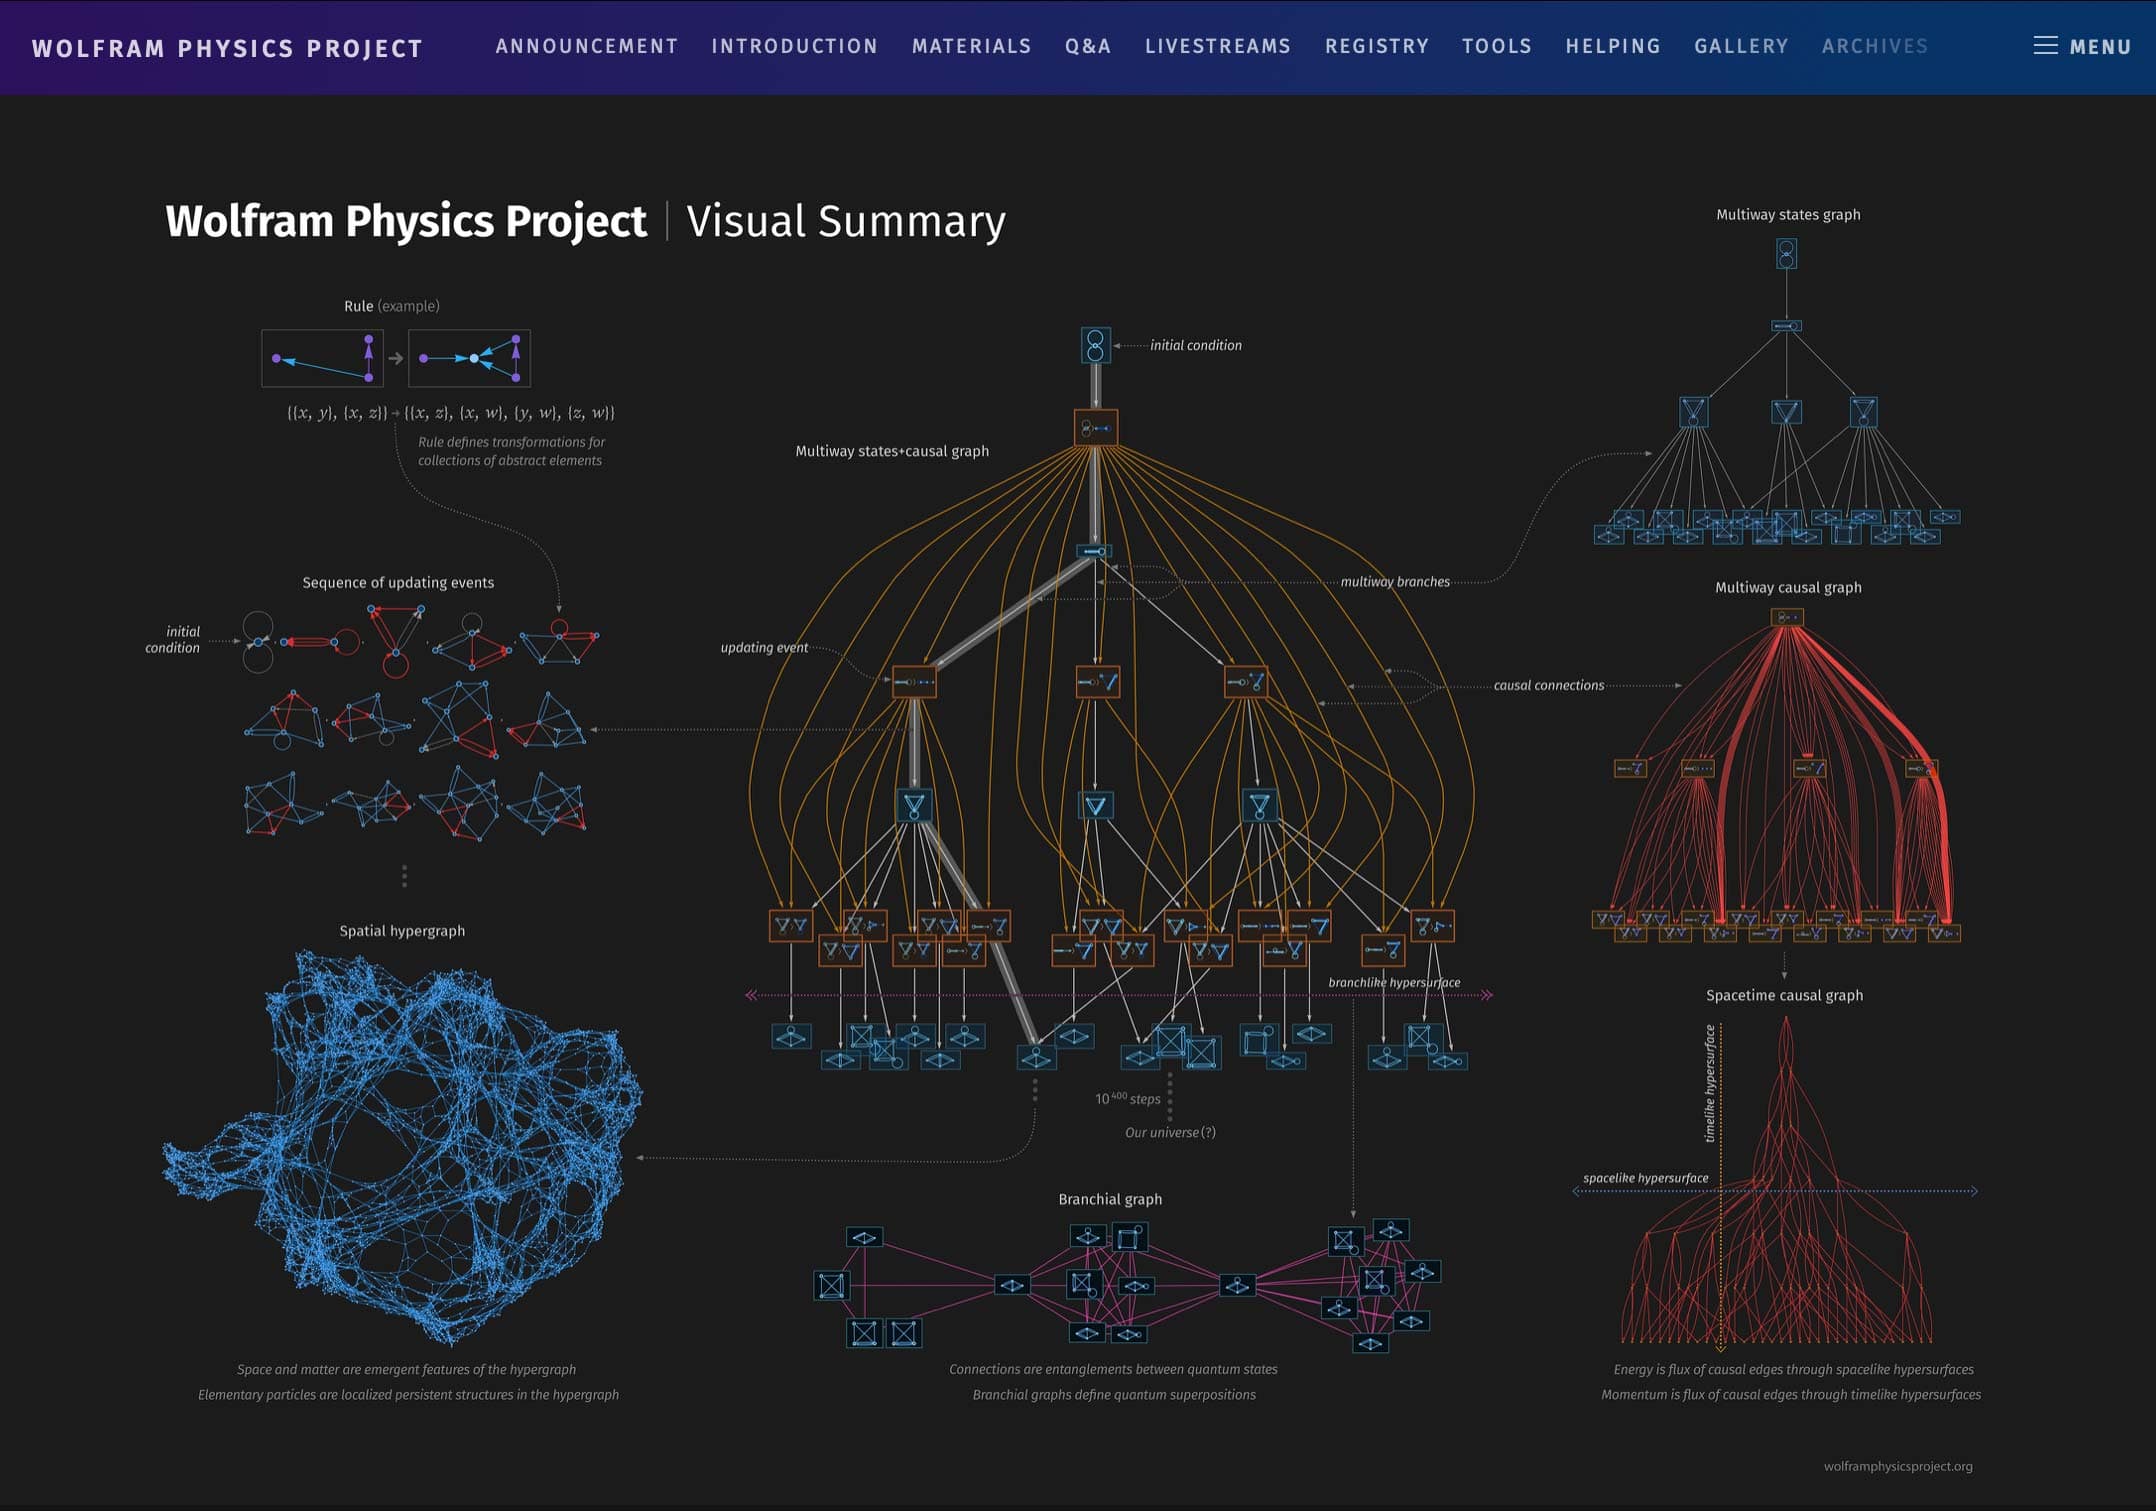 WOLFRAM PHYSICS PROJECT
ANNOUNCEMENT INTRODUCTION MATERIALS Q&A LIVESTREAMS REGISTRY TOOLS HELPING GALLERY ARCHIVES
MENU
Wolfram Physics Project | Visual Summary
Rule (example)
{{x, y}, {x, z}} → {{x, z}, {x, w}, {y, w}, {z, w}}
Rule defines transformations for
collections of abstract elements
Sequence of updating events
initial
condition
Spatial hypergraph
Space and matter are emergent features of the hypergraph
Elementary particles are localized persistent structures in the hypergraph
initial condition
Multiway states+causal graph
multiway branches
updating event
causal connections
branchlike hypersurface
10^400 steps
Our universe (?)
Branchial graph
Connections are entanglements between quantum states
Branchial graphs define quantum superpositions
Multiway states graph
Multiway causal graph
Spacetime causal graph
timelike hypersurface
spacelike hypersurface
Energy is flux of causal edges through spacelike hypersurfaces
Momentum is flux of causal edges through timelike hypersurfaces
wolframphysicsproject.org